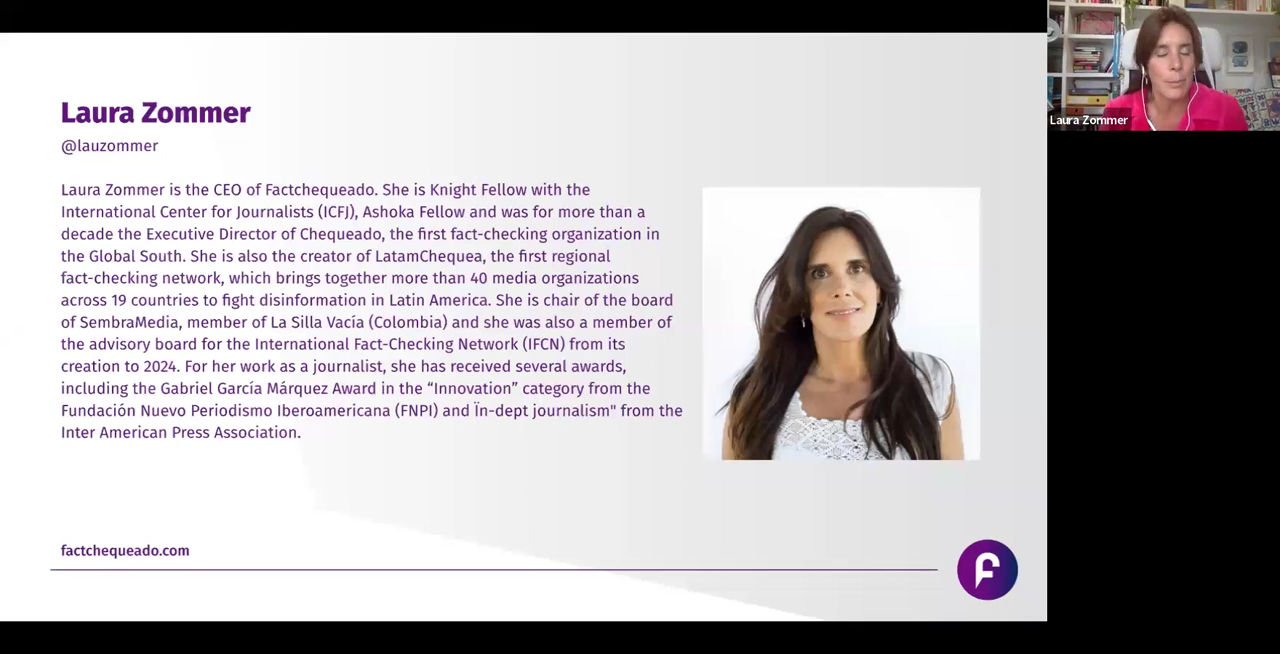 Laura Zommer
@lauzommer
Laura Zommer is the CEO of Factchequeado. She is Knight Fellow with the
International Center for Journalists (ICFJ), Ashoka Fellow and was for more than a
decade the Executive Director of Chequeado, the first fact-checking organization in
the Global South. She is also the creator of LatamChequea, the first regional
fact-checking network, which brings together more than 40 media organizations
across 19 countries to fight disinformation in Latin America. She is chair of the board
of SembraMedia, member of La Silla Vacía (Colombia) and she was also a member of
the advisory board for the International Fact-Checking Network (IFCN) from its
creation to 2024. For her work as a journalist, she has received several awards,
including the Gabriel García Márquez Award in the “Innovation” category from the
Fundación Nuevo Periodismo Iberoamericana (FNPI) and Ïn-dept journalism" from the
Inter American Press Association.
factchequeado.com
F
Laura Zommer